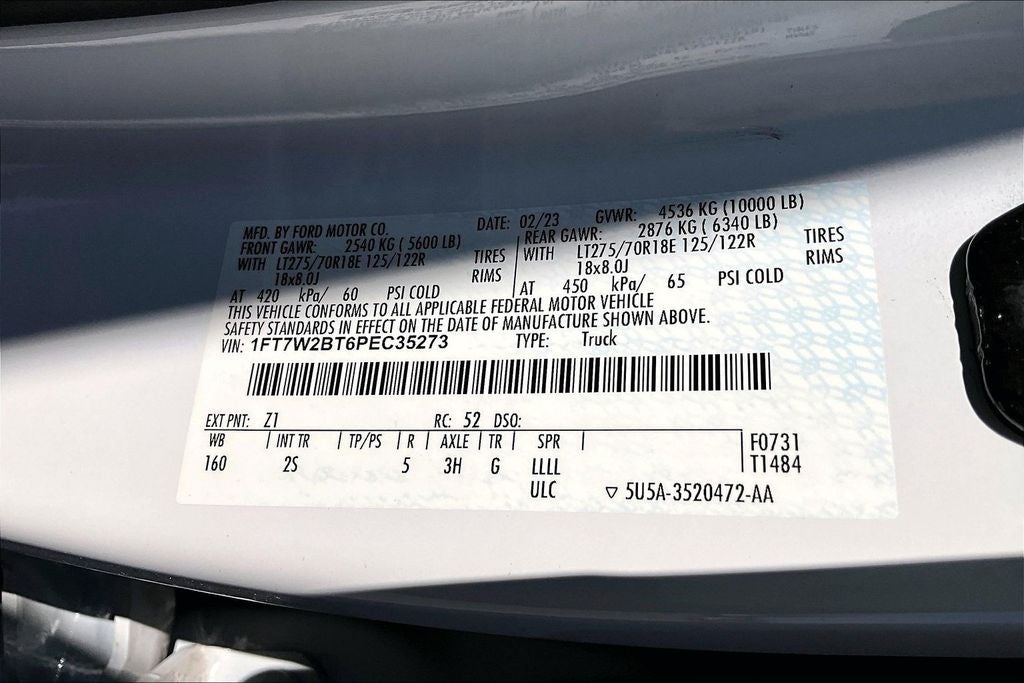 MFD. BY FORD MOTOR CO. DATE: 02/23 GVWR: 4536 KG (10000 LB)
FRONT GAWR: 2540 KG ( 5600 LB) REAR GAWR: 2876 KG ( 6340 LB)
WITH LT275/70R18E 125/122R TIRES WITH LT275/70R18E 125/122R TIRES
18x8.0J RIMS 18x8.0J RIMS
AT 420 kPa/ 60 PSI COLD AT 450 kPa/ 65 PSI COLD
THIS VEHICLE CONFORMS TO ALL APPLICABLE FEDERAL MOTOR VEHICLE
SAFETY STANDARDS IN EFFECT ON THE DATE OF MANUFACTURE SHOWN ABOVE.
VIN: 1FT7W2BT6PEC35273 TYPE: Truck
EXT PNT: Z1 RC: 52 DSO:
WB INT TR TP/PS R AXLE TR SPR F0731
160 2S 5 3H G LLLL T1484
ULC ▽ 5U5A-3520472-AA